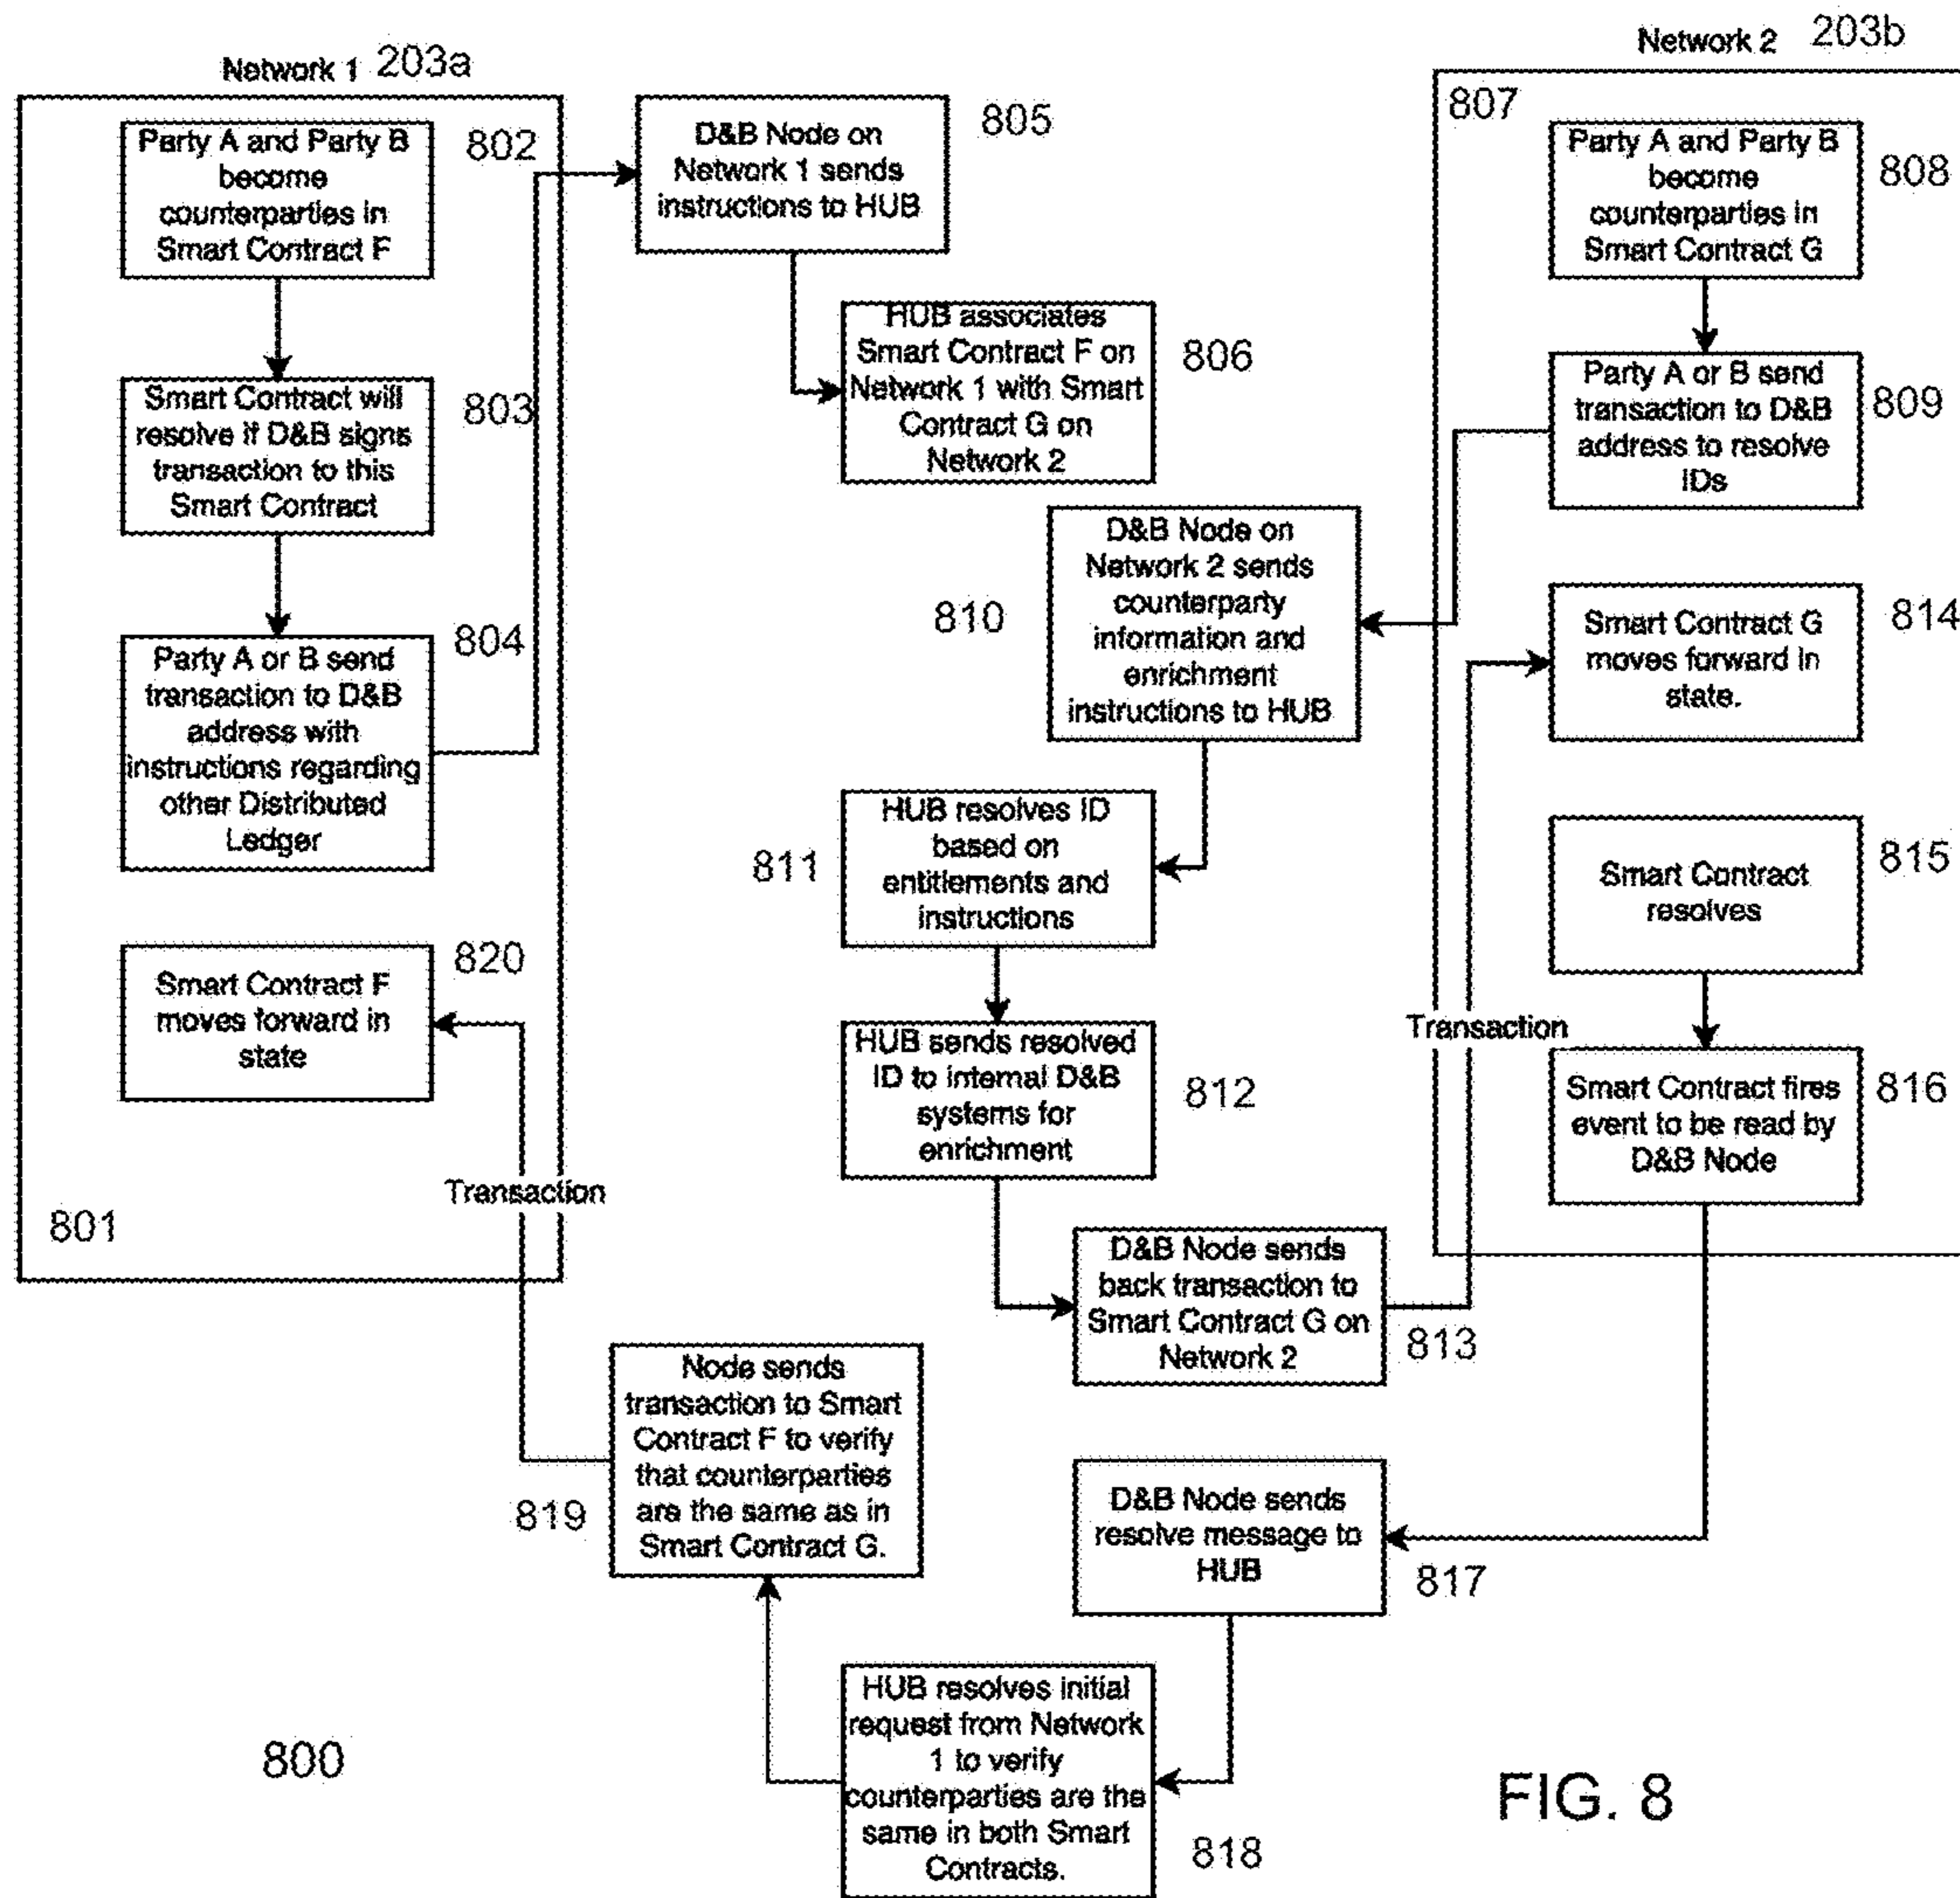 Network 1 203a
802
Party A and Party B
become
counterparties in
Smart Contract F
803
Smart Contract will
resolve if D&B signs
transaction to this
Smart Contract
804
Party A or B send
transaction to D&B
address with
instructions regarding
other Distributed
Ledger
820
Smart Contract F
moves forward in
state
Transaction
801
805
D&B Node on
Network 1 sends
instructions to HUB
806
HUB associates
Smart Contract F on
Network 1 with Smart
Contract G on
Network 2
Network 2 203b
807
808
Party A and Party B
become
counterparties in
Smart Contract G
809
Party A or B send
transaction to D&B
address to resolve
IDs
810
D&B Node on
Network 2 sends
counterparty
information and
enrichment
instructions to HUB
811
HUB resolves ID
based on
entitlements and
instructions
812
HUB sends resolved
ID to internal D&B
systems for
enrichment
813
D&B Node sends
back transaction to
Smart Contract G on
Network 2
Transaction
814
Smart Contract G
moves forward in
state.
815
Smart Contract
resolves
816
Smart Contract fires
event to be read by
D&B Node
817
D&B Node sends
resolve message to
HUB
818
HUB resolves initial
request from Network
1 to verify
counterparties are the
same in both Smart
Contracts.
819
Node sends
transaction to Smart
Contract F to verify
that counterparties
are the same as in
Smart Contract G.
800
FIG. 8